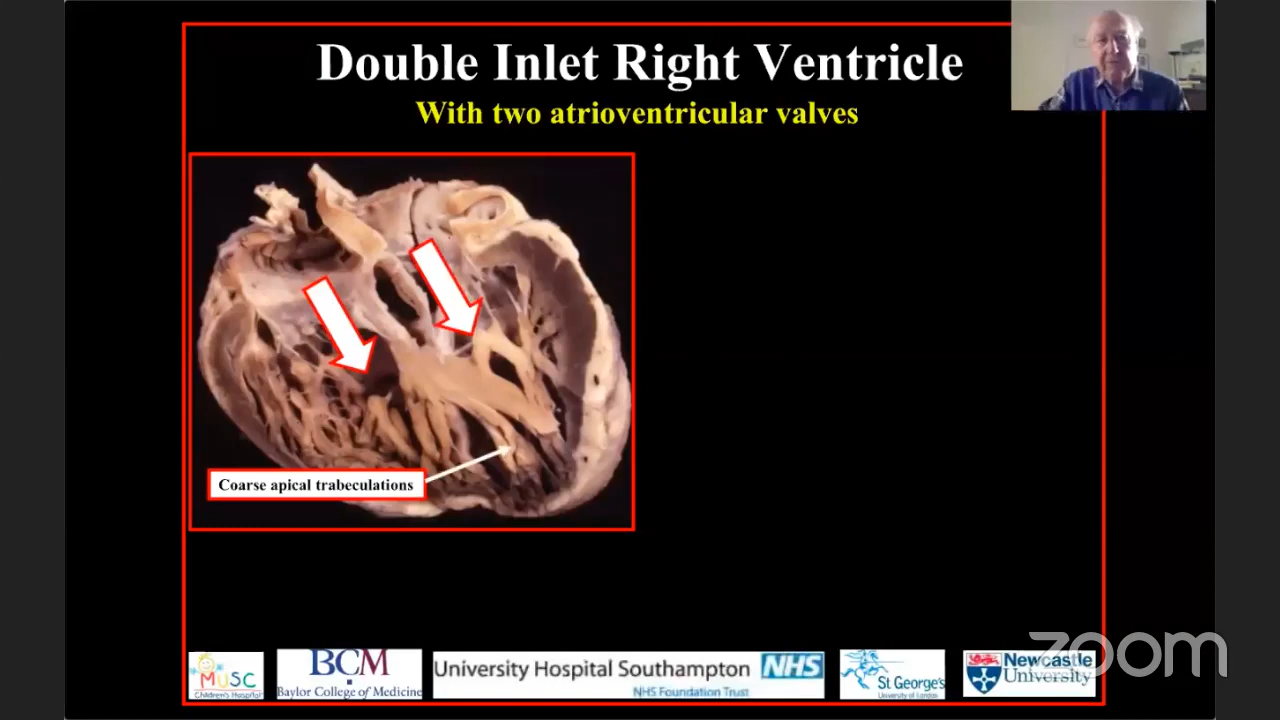 Double Inlet Right Ventricle
With two atrioventricular valves
Coarse apical trabeculations
MUSC
Children's Hospital
BCM
Baylor College of Medicine
University Hospital Southampton NHS
NHS Foundation Trust
St George's
University of London
Newcastle
University
zoom